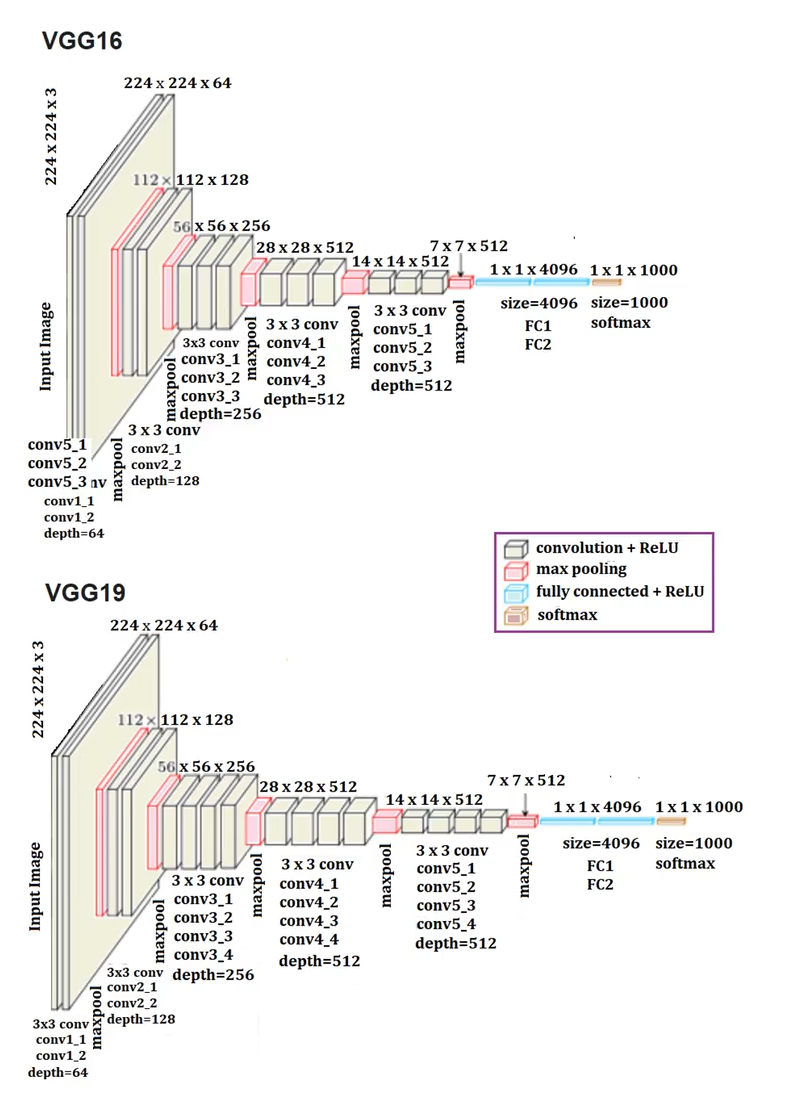 VGG16
224 x 224 x 3
224 x 224 x 64
112 x 112 x 128
56 x 56 x 256
28 x 28 x 512
14 x 14 x 512
7 x 7 x 512
1 x 1 x 4096
1 x 1 x 1000
size=4096
FC1
FC2
size=1000
softmax
Input Image
conv5_1
conv5_2
conv5_3 nv
conv1_1
conv1_2
depth=64
maxpool
3 x 3 conv
conv2_1
conv2_2
depth=128
maxpool
3x3 conv
conv3_1
conv3_2
conv3_3
depth=256
maxpool
3 x 3 conv
conv4_1
conv4_2
conv4_3
depth=512
maxpool
3 x 3 conv
conv5_1
conv5_2
conv5_3
depth=512
maxpool
convolution + ReLU
max pooling
fully connected + ReLU
softmax
VGG19
224 x 224 x 3
224 x 224 x 64
112 x 112 x 128
56 x 56 x 256
28 x 28 x 512
14 x 14 x 512
7 x 7 x 512
1 x 1 x 4096
1 x 1 x 1000
size=4096
FC1
FC2
size=1000
softmax
Input Image
3x3 conv
conv1_1
conv1_2
depth=64
maxpool
3x3 conv
conv2_1
conv2_2
depth=128
maxpool
3 x 3 conv
conv3_1
conv3_2
conv3_3
conv3_4
depth=256
maxpool
3 x 3 conv
conv4_1
conv4_2
conv4_3
conv4_4
depth=512
maxpool
3 x 3 conv
conv5_1
conv5_2
conv5_3
conv5_4
depth=512
maxpool